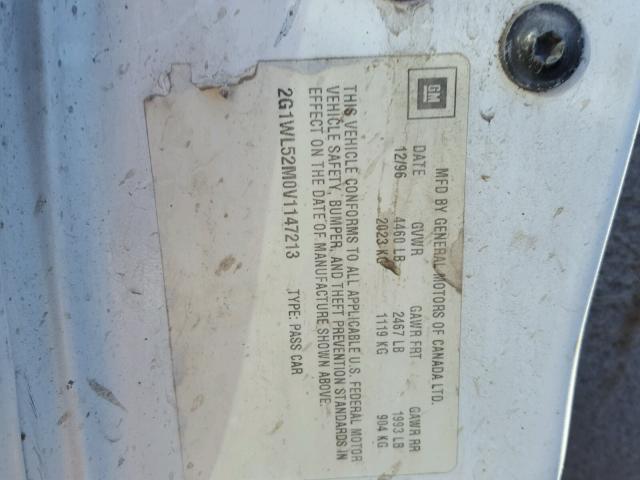 GM
MFD BY GENERAL MOTORS OF CANADA LTD.
DATE GVWR GAWR FRT GAWR RR
12/96 4460 LB 2467 LB 1993 LB
2023 KG 1119 KG 904 KG
THIS VEHICLE CONFORMS TO ALL APPLICABLE U.S. FEDERAL MOTOR
VEHICLE SAFETY, BUMPER, AND THEFT PREVENTION STANDARDS IN
EFFECT ON THE DATE OF MANUFACTURE SHOWN ABOVE.
2G1WL52M0V1147213 TYPE: PASS CAR